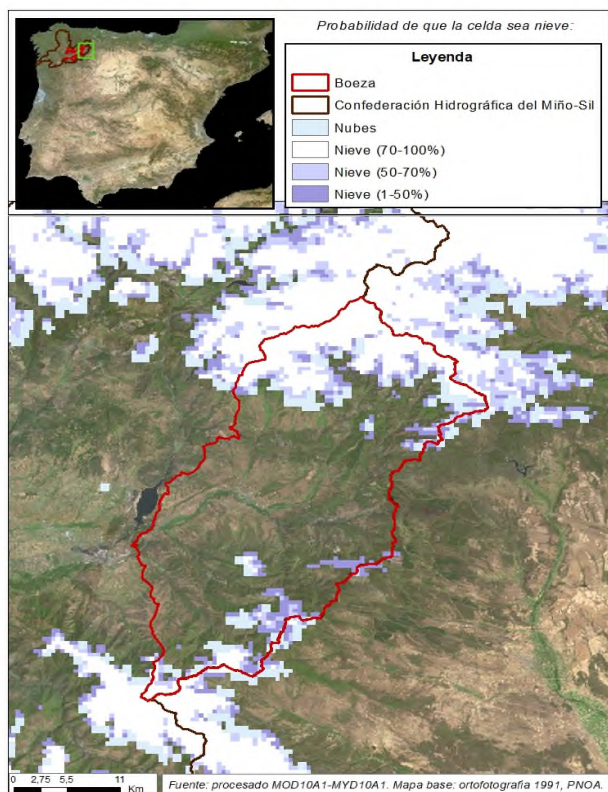 Probabilidad de que la celda sea nieve:
Leyenda
Boeza
Confederación Hidrográfica del Miño-Sil
Nubes
Nieve (70-100%)
Nieve (50-70%)
Nieve (1-50%)
0 2,75 5,5 11
Km
Fuente: procesado MOD10A1-MYD10A1. Mapa base: ortofotografía 1991, PNOA.